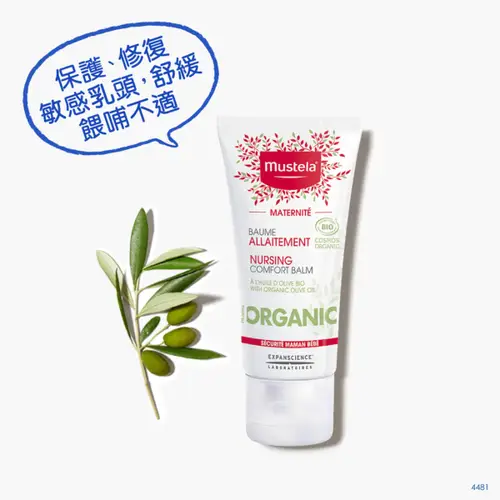 保護、修復
敏感乳頭，舒緩
餵哺不適
mustela
MATERNITÉ
BAUME
ALLAITEMENT
NURSING
COMFORT BALM
À L'HUILE D'OLIVE BIO
WITH ORGANIC OLIVE OIL
BIO
COSMOS
ORGANIC
ORGANIC
SÉCURITÉ MAMAN BÉBÉ
EXPANSCIENCE
LABORATOIRES
4481